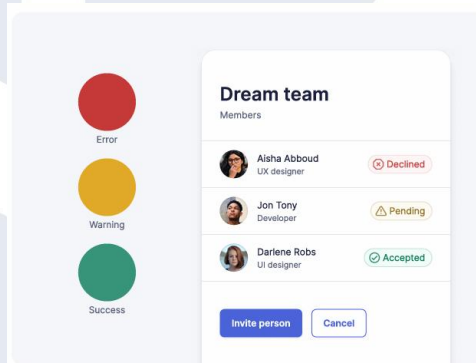 Error
Warning
Success
Dream team
Members
Aisha Abboud
UX designer
Declined
Jon Tony
Developer
Pending
Darlene Robs
UI designer
Accepted
Invite person
Cancel